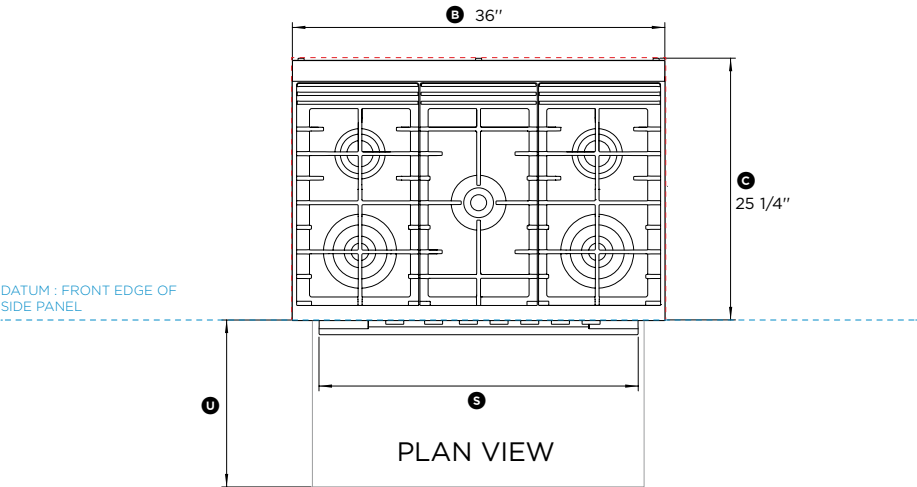 B 36"
C
25 1/4"
DATUM : FRONT EDGE OF
SIDE PANEL
U
S
PLAN VIEW